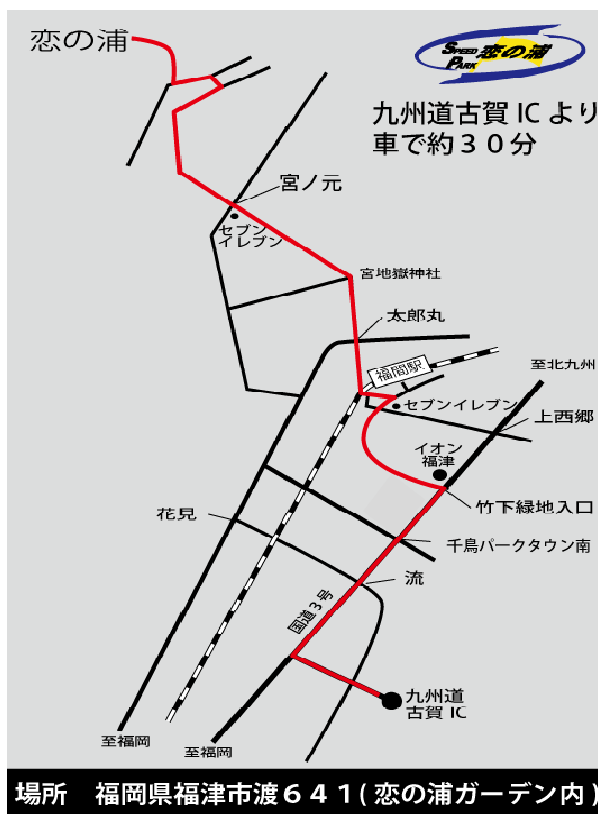 恋の浦
SPEED PARK 恋の浦
九州道古賀ICより
車で約３０分
宮ノ元
セブン
イレブン
宮地嶽神社
太郎丸
福間駅
至北九州
セブンイレブン
上西郷
イオン
福津
竹下緑地入口
花見
千鳥パークタウン南
流
国道３号
九州道
古賀IC
至福岡
至福岡
場所　福岡県福津市渡６４１(恋の浦ガーデン内)